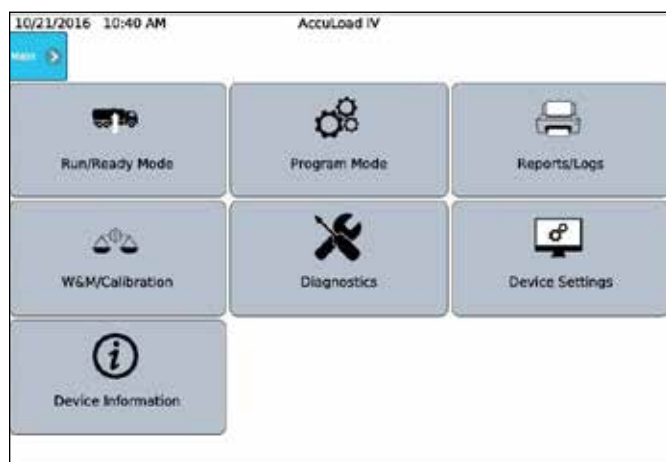 10/21/2016 10:40 AM AccuLoad IV
Main
Run/Ready Mode Program Mode Reports/Logs
W&M/Calibration Diagnostics Device Settings
Device Information